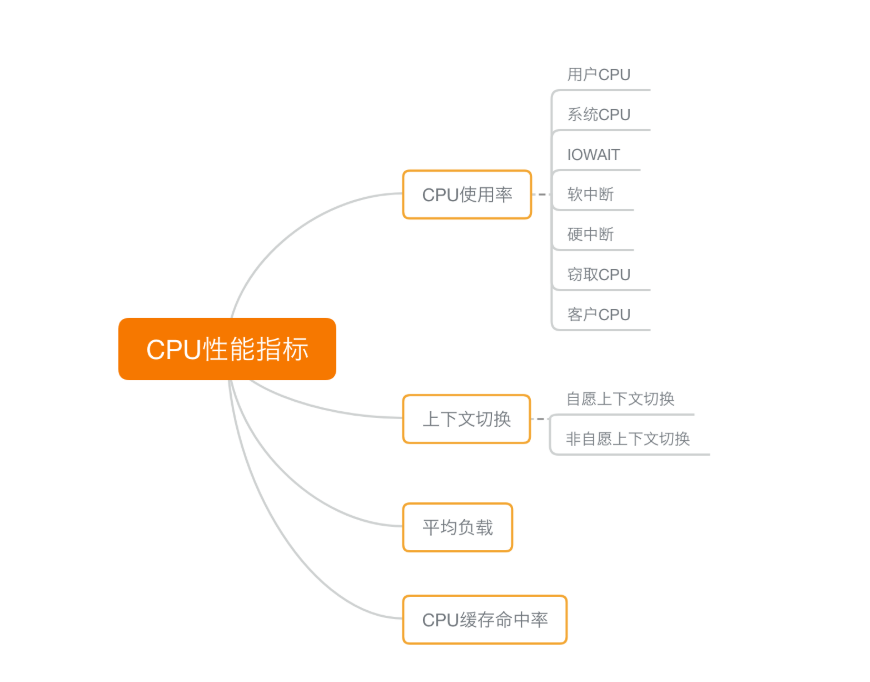 CPU性能指标
CPU使用率
用户CPU
系统CPU
IOWAIT
软中断
硬中断
窃取CPU
客户CPU
上下文切换
自愿上下文切换
非自愿上下文切换
平均负载
CPU缓存命中率